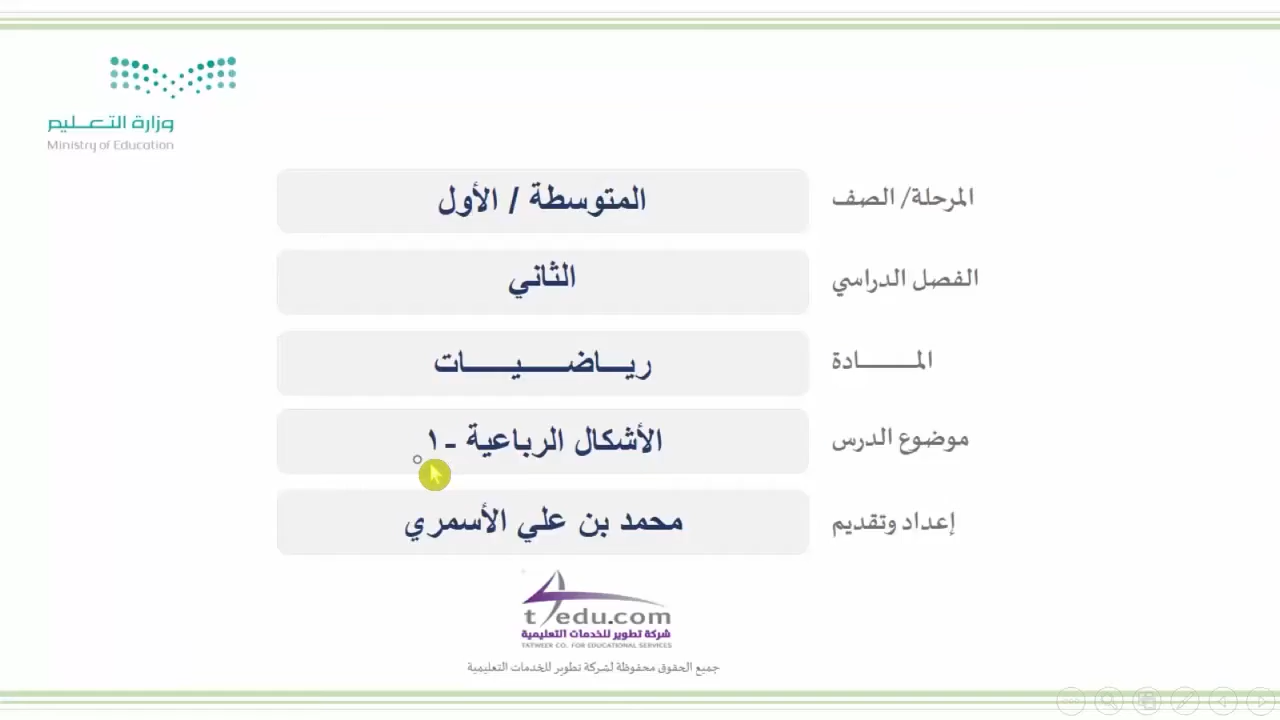 وزارة التعليم
Ministry of Education
المرحلة/ الصف
المتوسطة / الأول
الفصل الدراسي
الثاني
المـــــــادة
ريـــاضـــــيـــــات
موضوع الدرس
الأشكال الرباعية -١
إعداد وتقديم
محمد بن علي الأسمري
t4edu.com
شركة تطوير للخدمات التعليمية
TATWEER CO. FOR EDUCATIONAL SERVICES
جميع الحقوق محفوظة لشركة تطوير للخدمات التعليمية